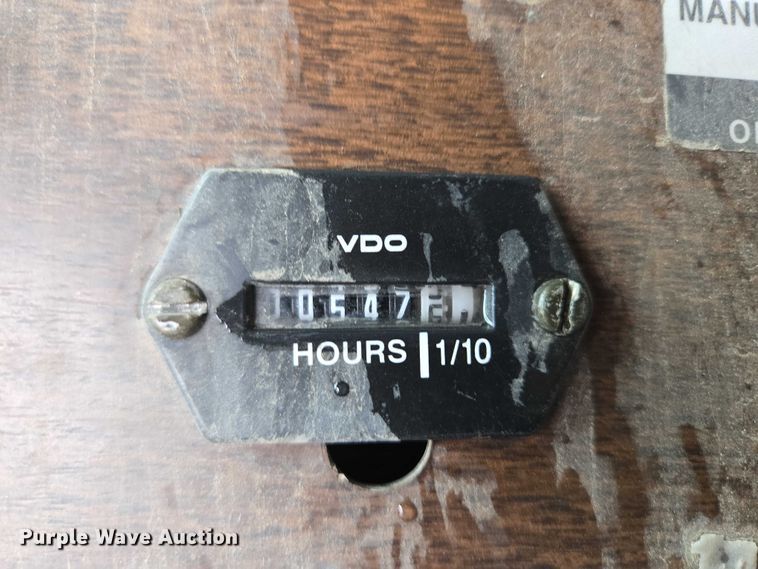 MANU
O
VDO
0547
HOURS 1/10
Purple Wave Auction